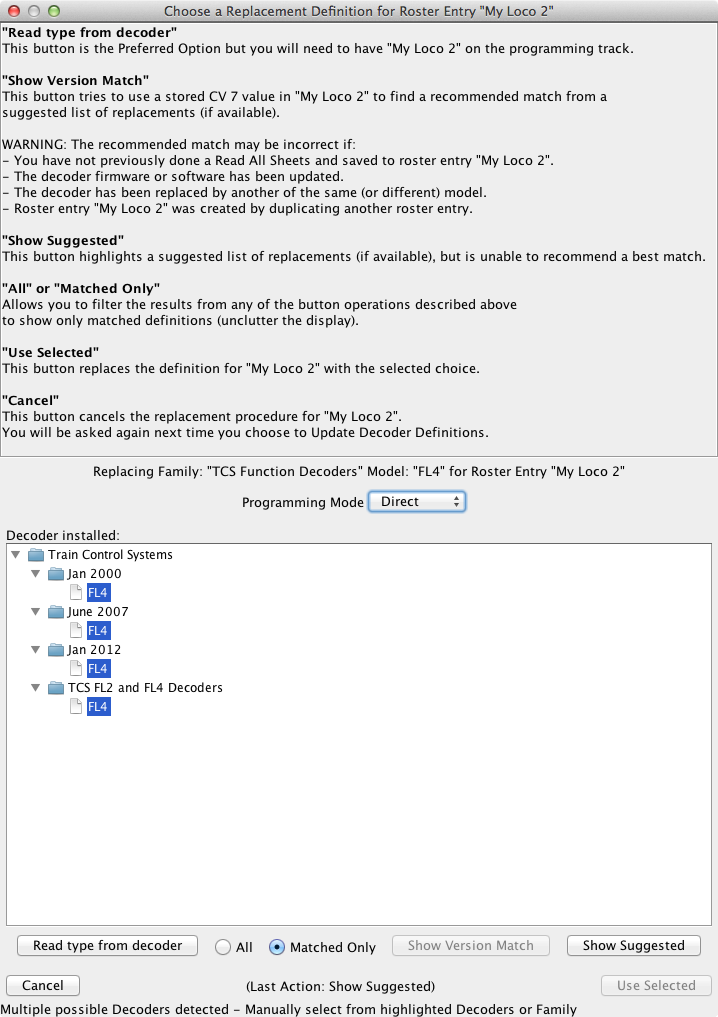 Choose a Replacement Definition for Roster Entry "My Loco 2"
"Read type from decoder"
This button is the Preferred Option but you will need to have "My Loco 2" on the programming track.
"Show Version Match"
This button tries to use a stored CV 7 value in "My Loco 2" to find a recommended match from a
suggested list of replacements (if available).
WARNING: The recommended match may be incorrect if:
- You have not previously done a Read All Sheets and saved to roster entry "My Loco 2".
- The decoder firmware or software has been updated.
- The decoder has been replaced by another of the same (or different) model.
- Roster entry "My Loco 2" was created by duplicating another roster entry.
"Show Suggested"
This button highlights a suggested list of replacements (if available), but is unable to recommend a best match.
"All" or "Matched Only"
Allows you to filter the results from any of the button operations described above
to show only matched definitions (unclutter the display).
"Use Selected"
This button replaces the definition for "My Loco 2" with the selected choice.
"Cancel"
This button cancels the replacement procedure for "My Loco 2".
You will be asked again next time you choose to Update Decoder Definitions.
Replacing Family: "TCS Function Decoders" Model: "FL4" for Roster Entry "My Loco 2"
Programming Mode Direct
Decoder installed:
Train Control Systems
Jan 2000
FL4
June 2007
FL4
Jan 2012
FL4
TCS FL2 and FL4 Decoders
FL4
Read type from decoder All Matched Only Show Version Match Show Suggested
Cancel (Last Action: Show Suggested) Use Selected
Multiple possible Decoders detected - Manually select from highlighted Decoders or Family